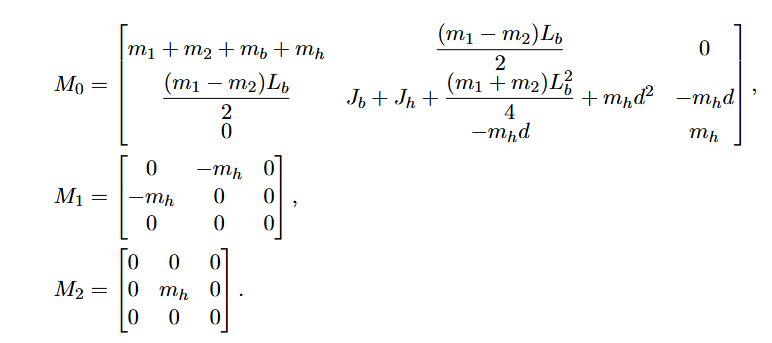 M_0 = \begin{bmatrix} m_1 + m_2 + m_b + m_h & \dfrac{(m_1 - m_2)L_b}{2} & 0 \\ \dfrac{(m_1 - m_2)L_b}{2} & J_b + J_h + \dfrac{(m_1 + m_2)L_b^2}{4} + m_h d^2 & -m_h d \\ 0 & -m_h d & m_h \end{bmatrix},
M_1 = \begin{bmatrix} 0 & -m_h & 0 \\ -m_h & 0 & 0 \\ 0 & 0 & 0 \end{bmatrix},
M_2 = \begin{bmatrix} 0 & 0 & 0 \\ 0 & m_h & 0 \\ 0 & 0 & 0 \end{bmatrix}.